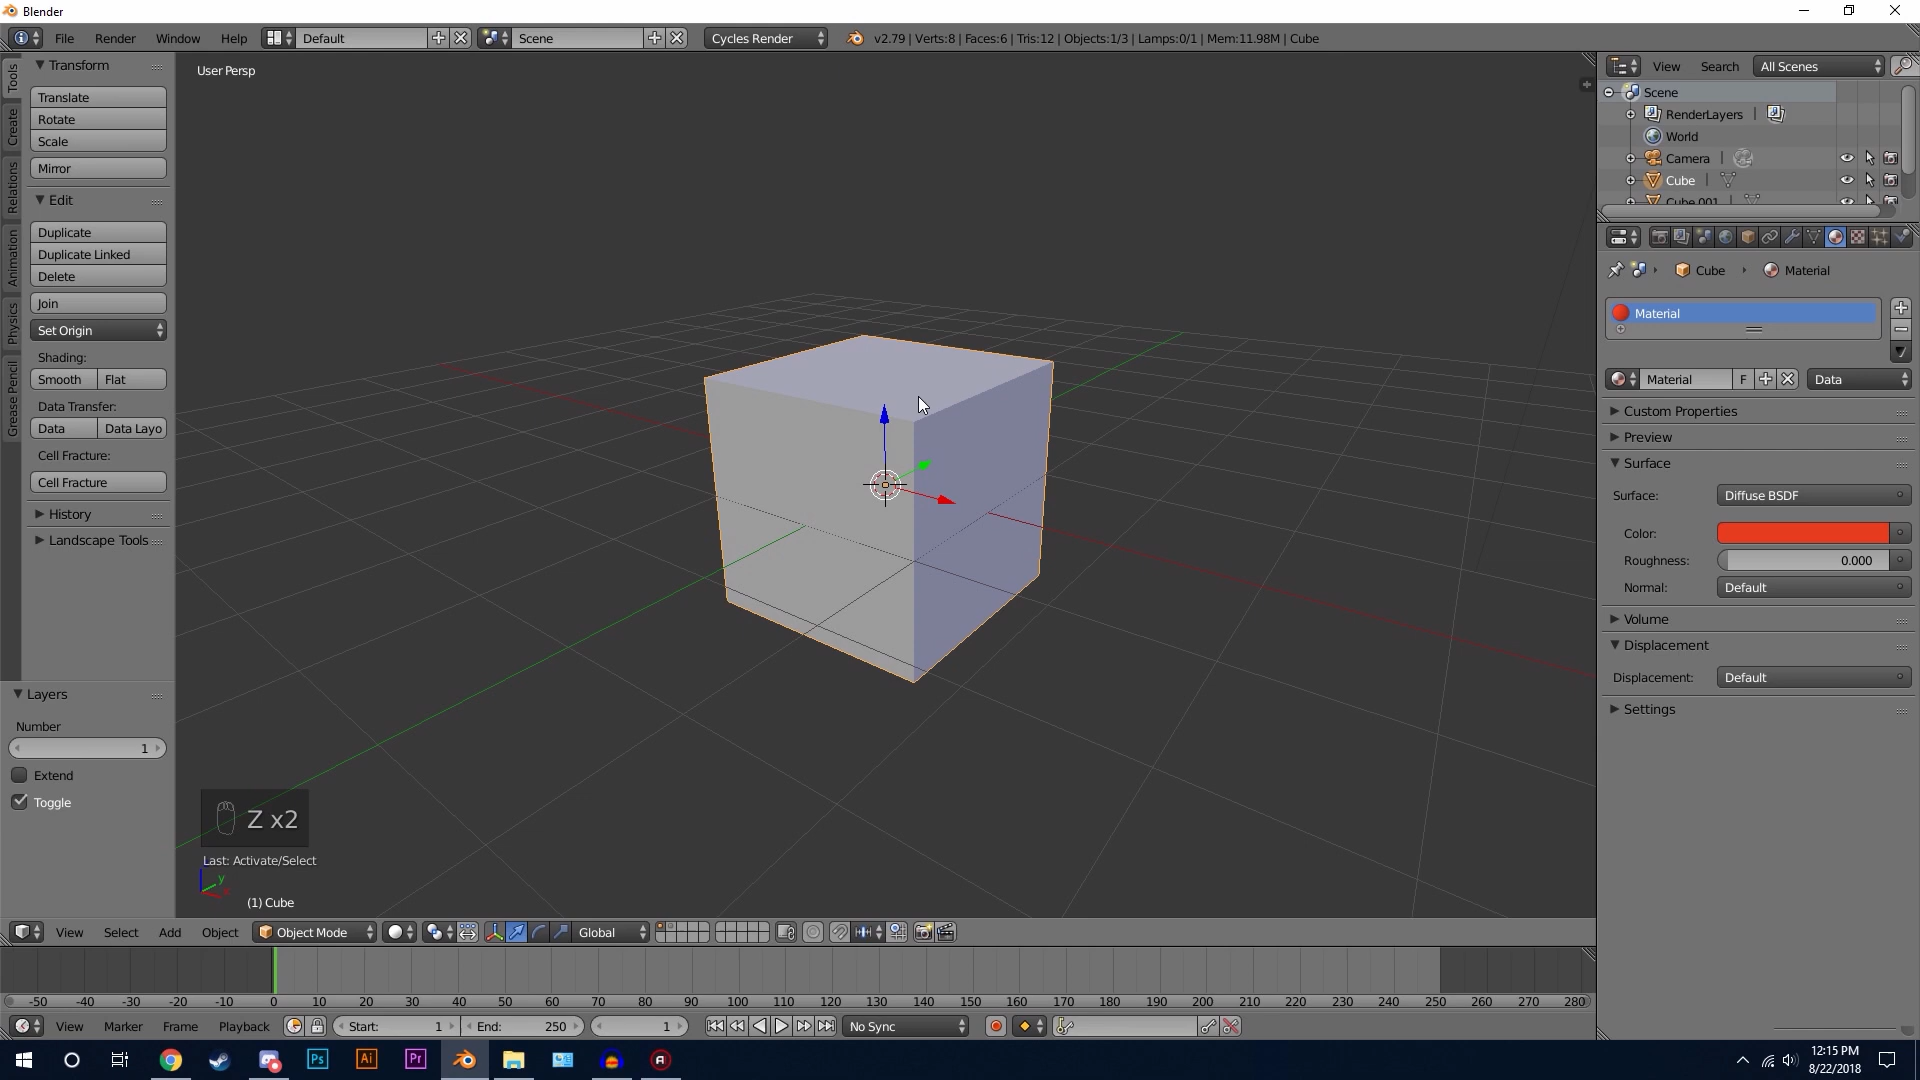 Blender
File Render Window Help Default Scene Cycles Render v2.79 | Verts:8 | Faces:6 | Tris:12 | Objects:1/3 | Lamps:0/1 | Mem:11.98M | Cube
Tools
Create
Relations
Animation
Physics
Grease Pencil
Transform
Translate
Rotate
Scale
Mirror
Edit
Duplicate
Duplicate Linked
Delete
Join
Set Origin
Shading:
Smooth Flat
Data Transfer:
Data Data Layo
Cell Fracture:
Cell Fracture
History
Landscape Tools
Layers
Number
1
Extend
Toggle
User Persp
Z x2
Last: Activate/Select
y
x
(1) Cube
View Search All Scenes
Scene
RenderLayers |
World
Camera |
Cube |
Cube.001
Cube Material
Material
Material F Data
Custom Properties
Preview
Surface
Surface: Diffuse BSDF
Color:
Roughness: 0.000
Normal: Default
Volume
Displacement
Displacement: Default
Settings
View Select Add Object Object Mode Global
-50 -40 -30 -20 -10 0 10 20 30 40 50 60 70 80 90 100 110 120 130 140 150 160 170 180 190 200 210 220 230 240 250 260 270 280
View Marker Frame Playback Start: 1 End: 250 1 No Sync
Ps Ai Pr
12:15 PM
8/22/2018